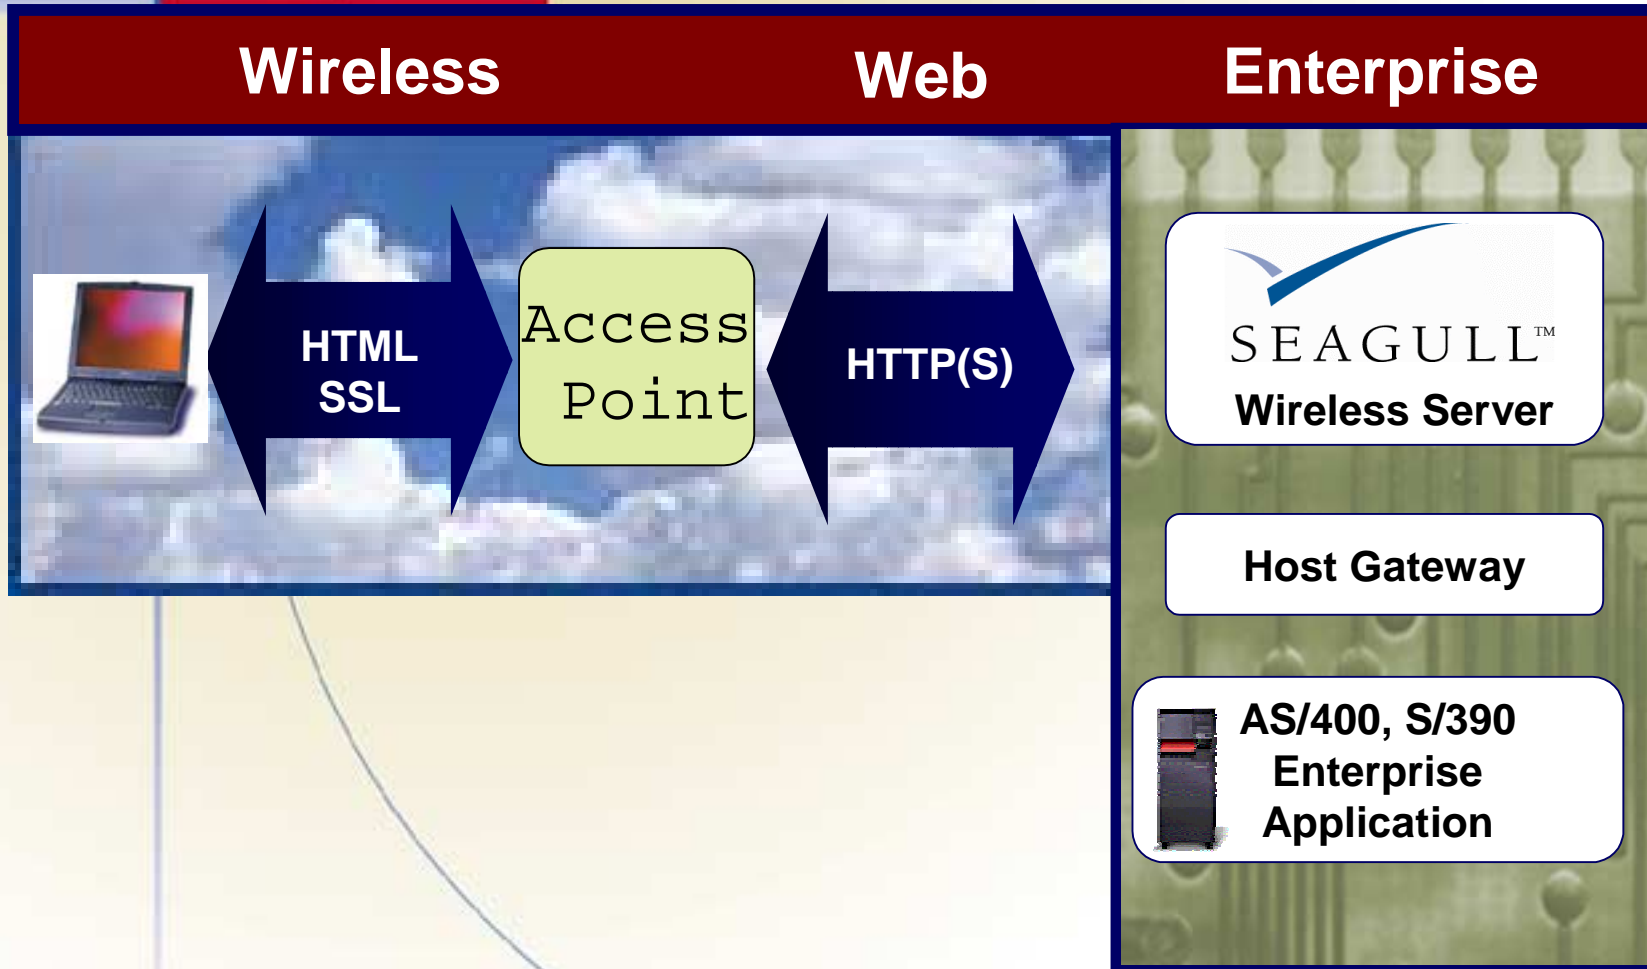 Wireless
Web
Enterprise
HTML
SSL
Access
Point
HTTP(S)
SEAGULL™
Wireless Server
Host Gateway
AS/400, S/390
Enterprise
Application